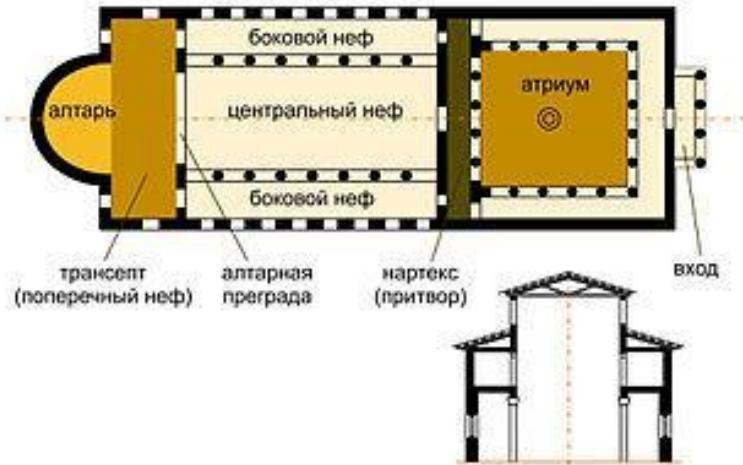 боковой неф
алтарь
центральный неф
атриум
боковой неф
трансепт
(поперечный неф)
алтарная
преграда
нартекс
(притвор)
вход